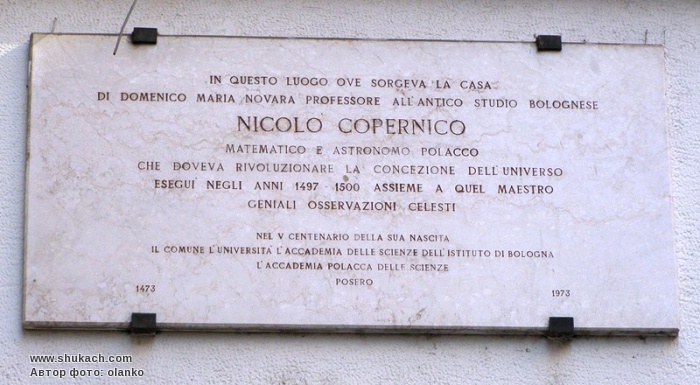 IN QUESTO LUOGO OVE SORGEVA LA CASA
DI DOMENICO MARIA NOVARA PROFESSORE ALL'ANTICO STUDIO BOLOGNESE
NICOLO COPERNICO
MATEMATICO E ASTRONOMO POLACCO
CHE DOVEVA RIVOLUZIONARE LA CONCEZIONE DELL'UNIVERSO
ESEGUI NEGLI ANNI 1497 - 1500 ASSIEME A QUEL MAESTRO
GENIALI OSSERVAZIONI CELESTI
NEL V CENTENARIO DELLA SUA NASCITA
IL COMUNE L'UNIVERSITÀ L'ACCADEMIA DELLE SCIENZE DELL'ISTITUTO DI BOLOGNA
L'ACCADEMIA POLACCA DELLE SCIENZE
POSERO
1473 1973
www.shukach.com
Автор фото: olanko